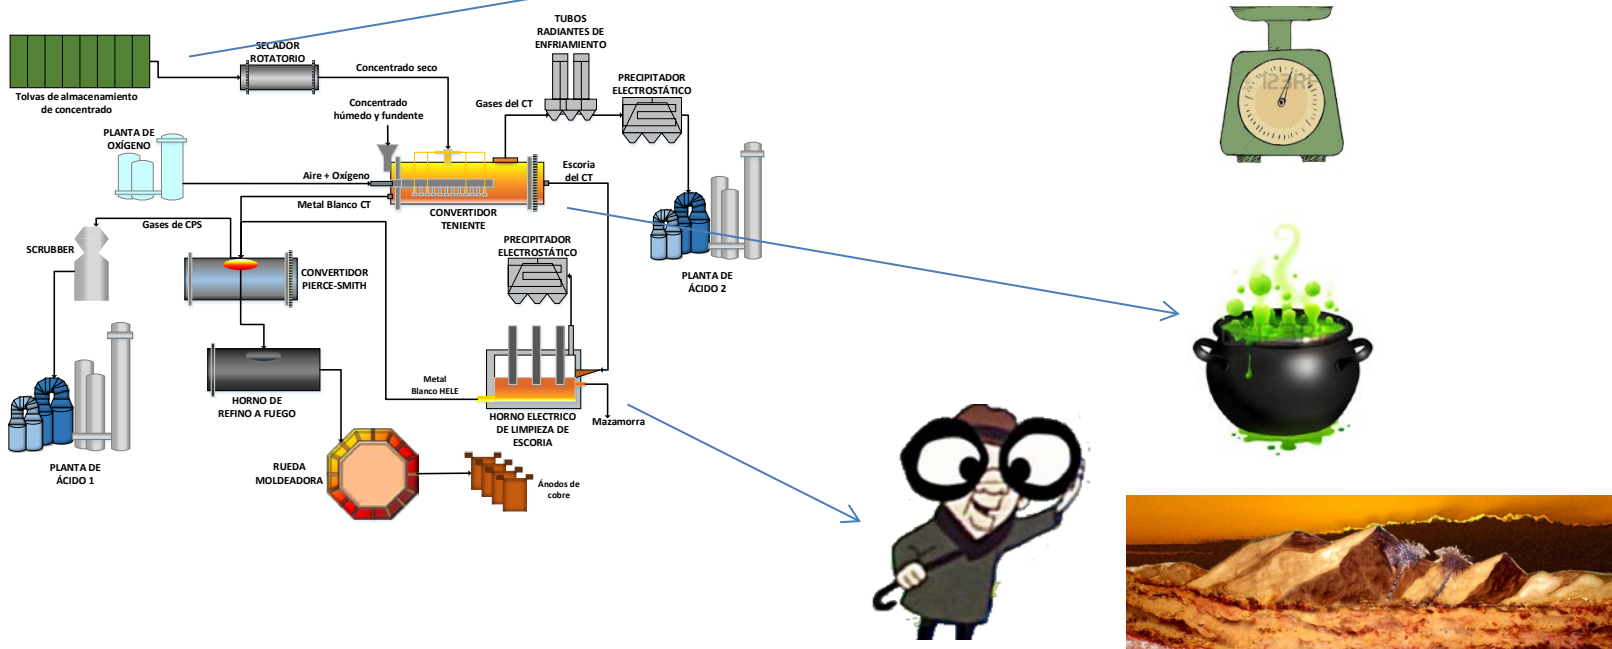 TUBOS
RADIANTES DE
ENFRIAMIENTO
SECADOR
ROTATORIO
Concentrado seco
PRECIPITADOR
ELECTROSTÁTICO
Tolvas de almacenamiento
de concentrado
Concentrado
húmedo y fundente
Gases del CT
PLANTA DE
OXÍGENO
Aire + Oxígeno
Escoria
del CT
Metal Blanco CT
CONVERTIDOR
TENIENTE
Gases de CPS
SCRUBBER
PRECIPITADOR
ELECTROSTÁTICO
CONVERTIDOR
PIERCE-SMITH
PLANTA DE
ÁCIDO 2
Metal
Blanco HELE
HORNO DE
REFINO A FUEGO
HORNO ELECTRICO
DE LIMPIEZA DE
ESCORIA
Mazamorra
PLANTA DE
ÁCIDO 1
RUEDA
MOLDEADORA
Ánodos de
cobre
123RF